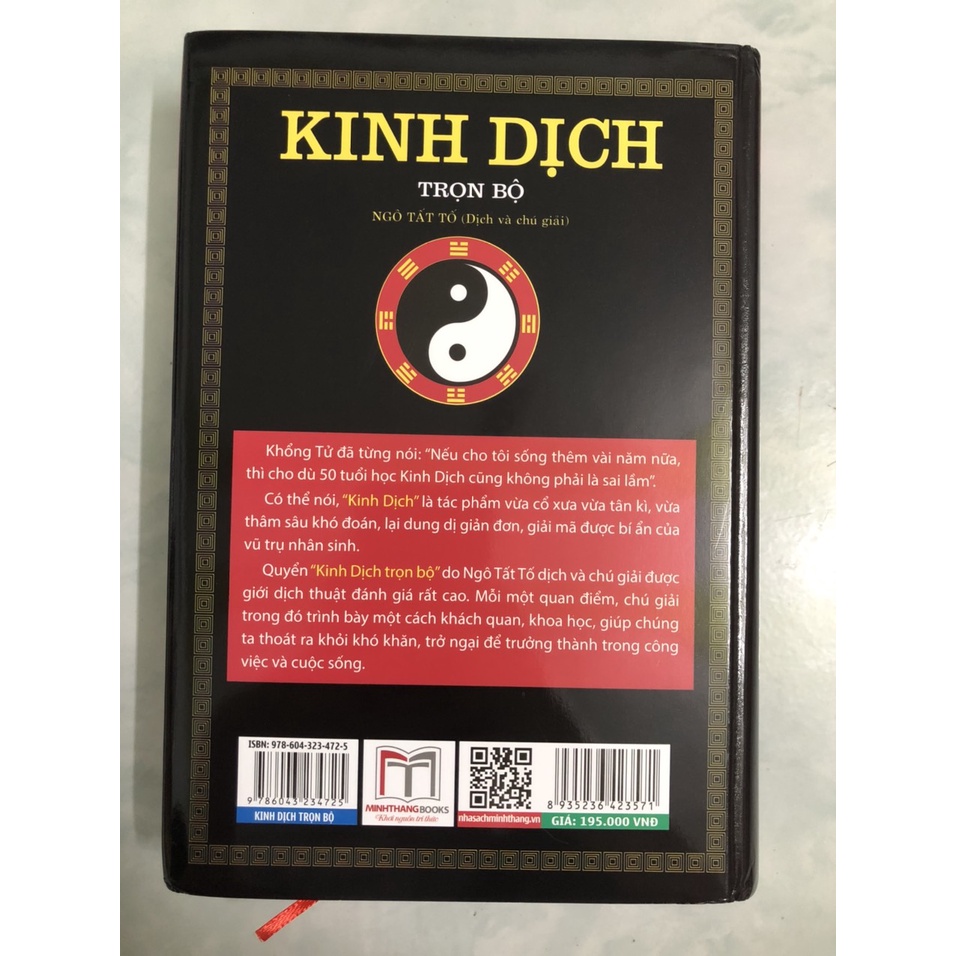 KINH DỊCH
TRỌN BỘ
NGÔ TẤT TỐ (Dịch và chú giải)
Khổng Tử đã từng nói: “Nếu cho tôi sống thêm vài năm nữa,
thì cho dù 50 tuổi học Kinh Dịch cũng không phải là sai lầm”.
Có thể nói, “Kinh Dịch” là tác phẩm vừa cổ xưa vừa tân kì, vừa
thâm sâu khó đoán, lại dung dị giản đơn, giải mã được bí ẩn của
vũ trụ nhân sinh.
Quyển “Kinh Dịch trọn bộ” do Ngô Tất Tố dịch và chú giải được
giới dịch thuật đánh giá rất cao. Mỗi một quan điểm, chú giải
trong đó trình bày một cách khách quan, khoa học, giúp chúng
ta thoát ra khỏi khó khăn, trở ngại để trưởng thành trong công
việc và cuộc sống.
ISBN: 978-604-323-472-5
9 786043 234725
KINH DỊCH TRỌN BỘ
MINHTHANGBOOKS
Khơi nguồn tri thức
nhasachminhthang.vn
8 935236 423571
GIÁ: 195.000 VNĐ